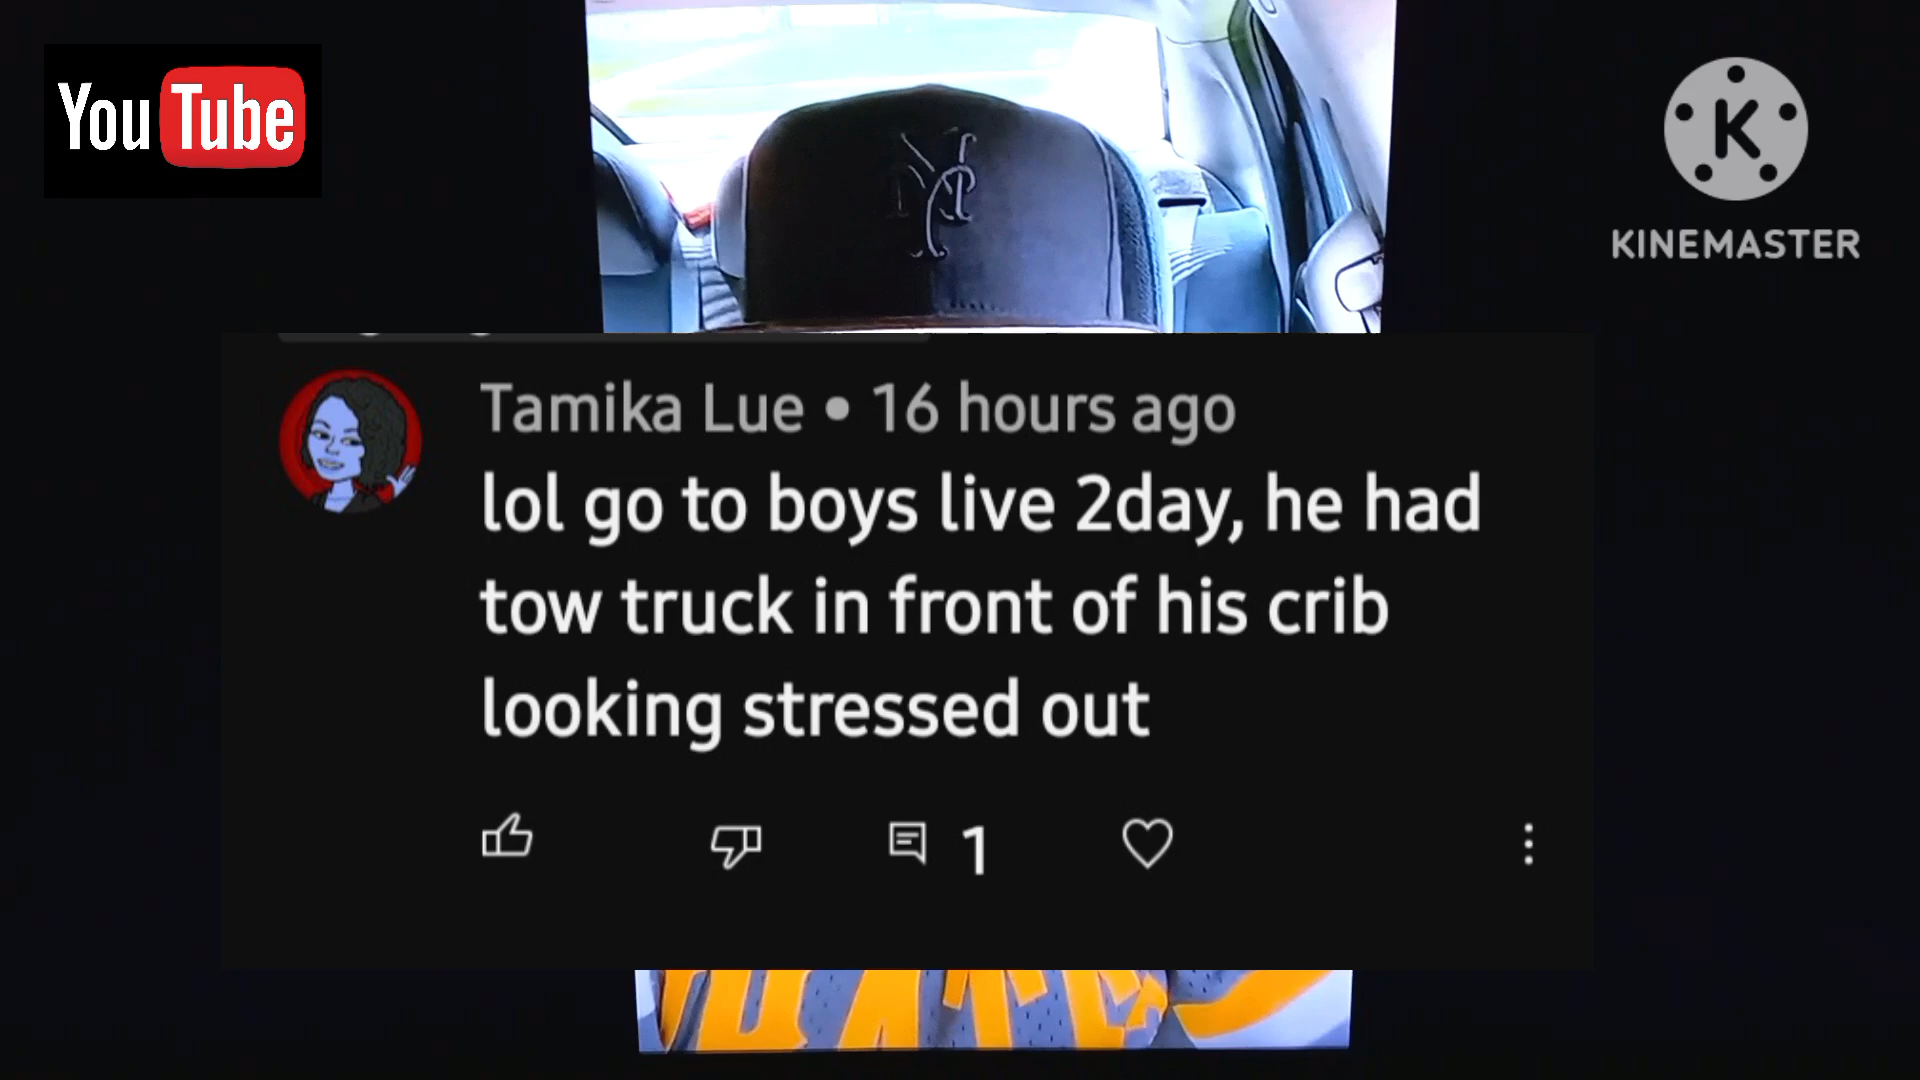 YouTube
KINEMASTER
NY
Tamika Lue • 16 hours ago
lol go to boys live 2day, he had
tow truck in front of his crib
looking stressed out
1